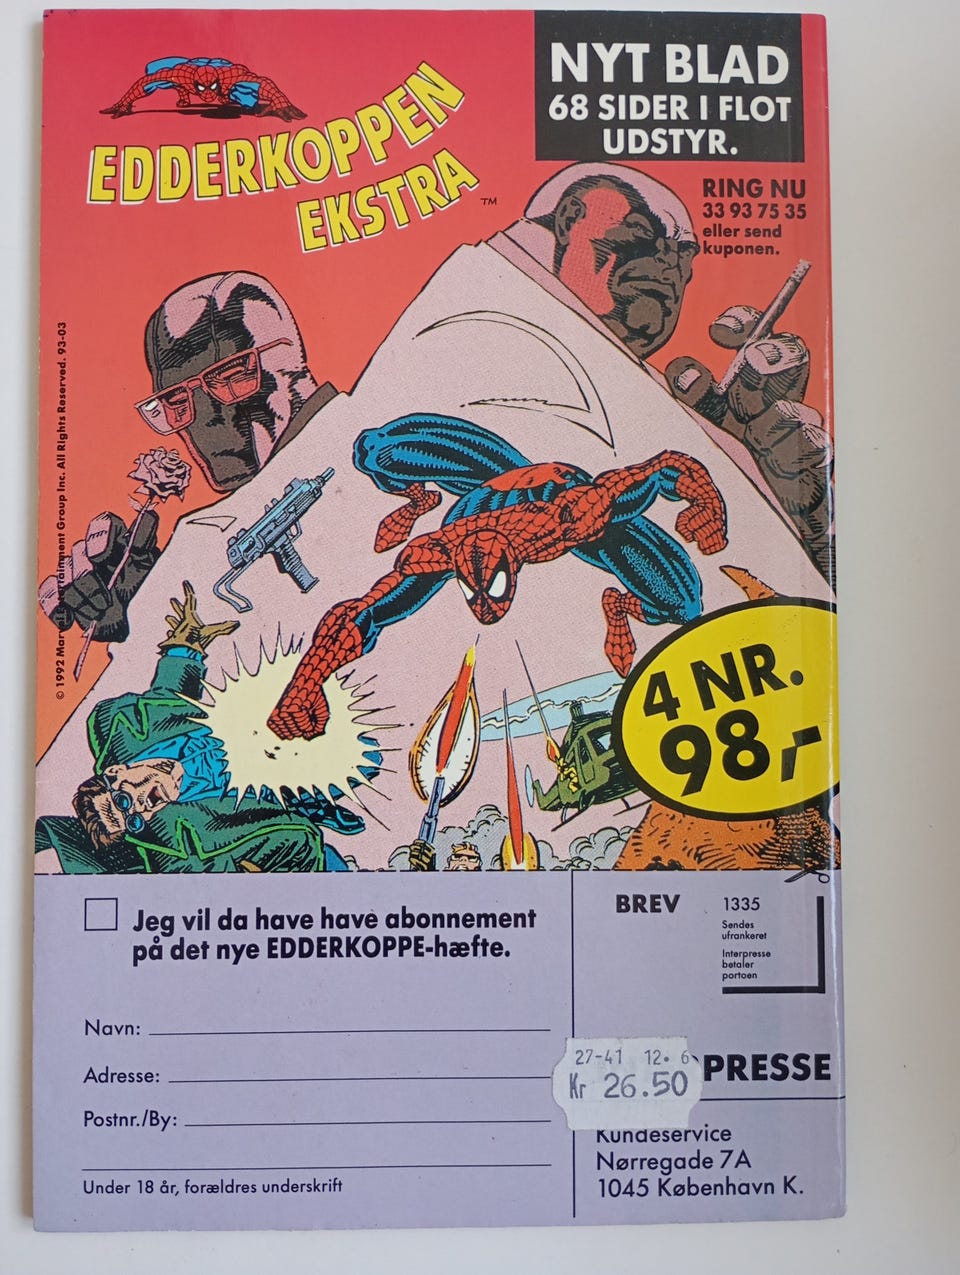 EDDERKOPPEN
EKSTRA
TM
NYT BLAD
68 SIDER I FLOT
UDSTYR.
RING NU
33 93 75 35
eller send
kuponen.
© 1992 Marvel Entertainment Group Inc. All Rights Reserved. 93-03
4 NR.
98,-
Jeg vil da have have abonnement
på det nye EDDERKOPPE-hæfte.
Navn:
Adresse:
Postnr./By:
Under 18 år, forældres underskrift
BREV
1335
Sendes
ufrankeret
Interpresse
betaler
portoen
27-41 12. 6
Kr 26.50
PRESSE
Kundeservice
Nørregade 7A
1045 København K.